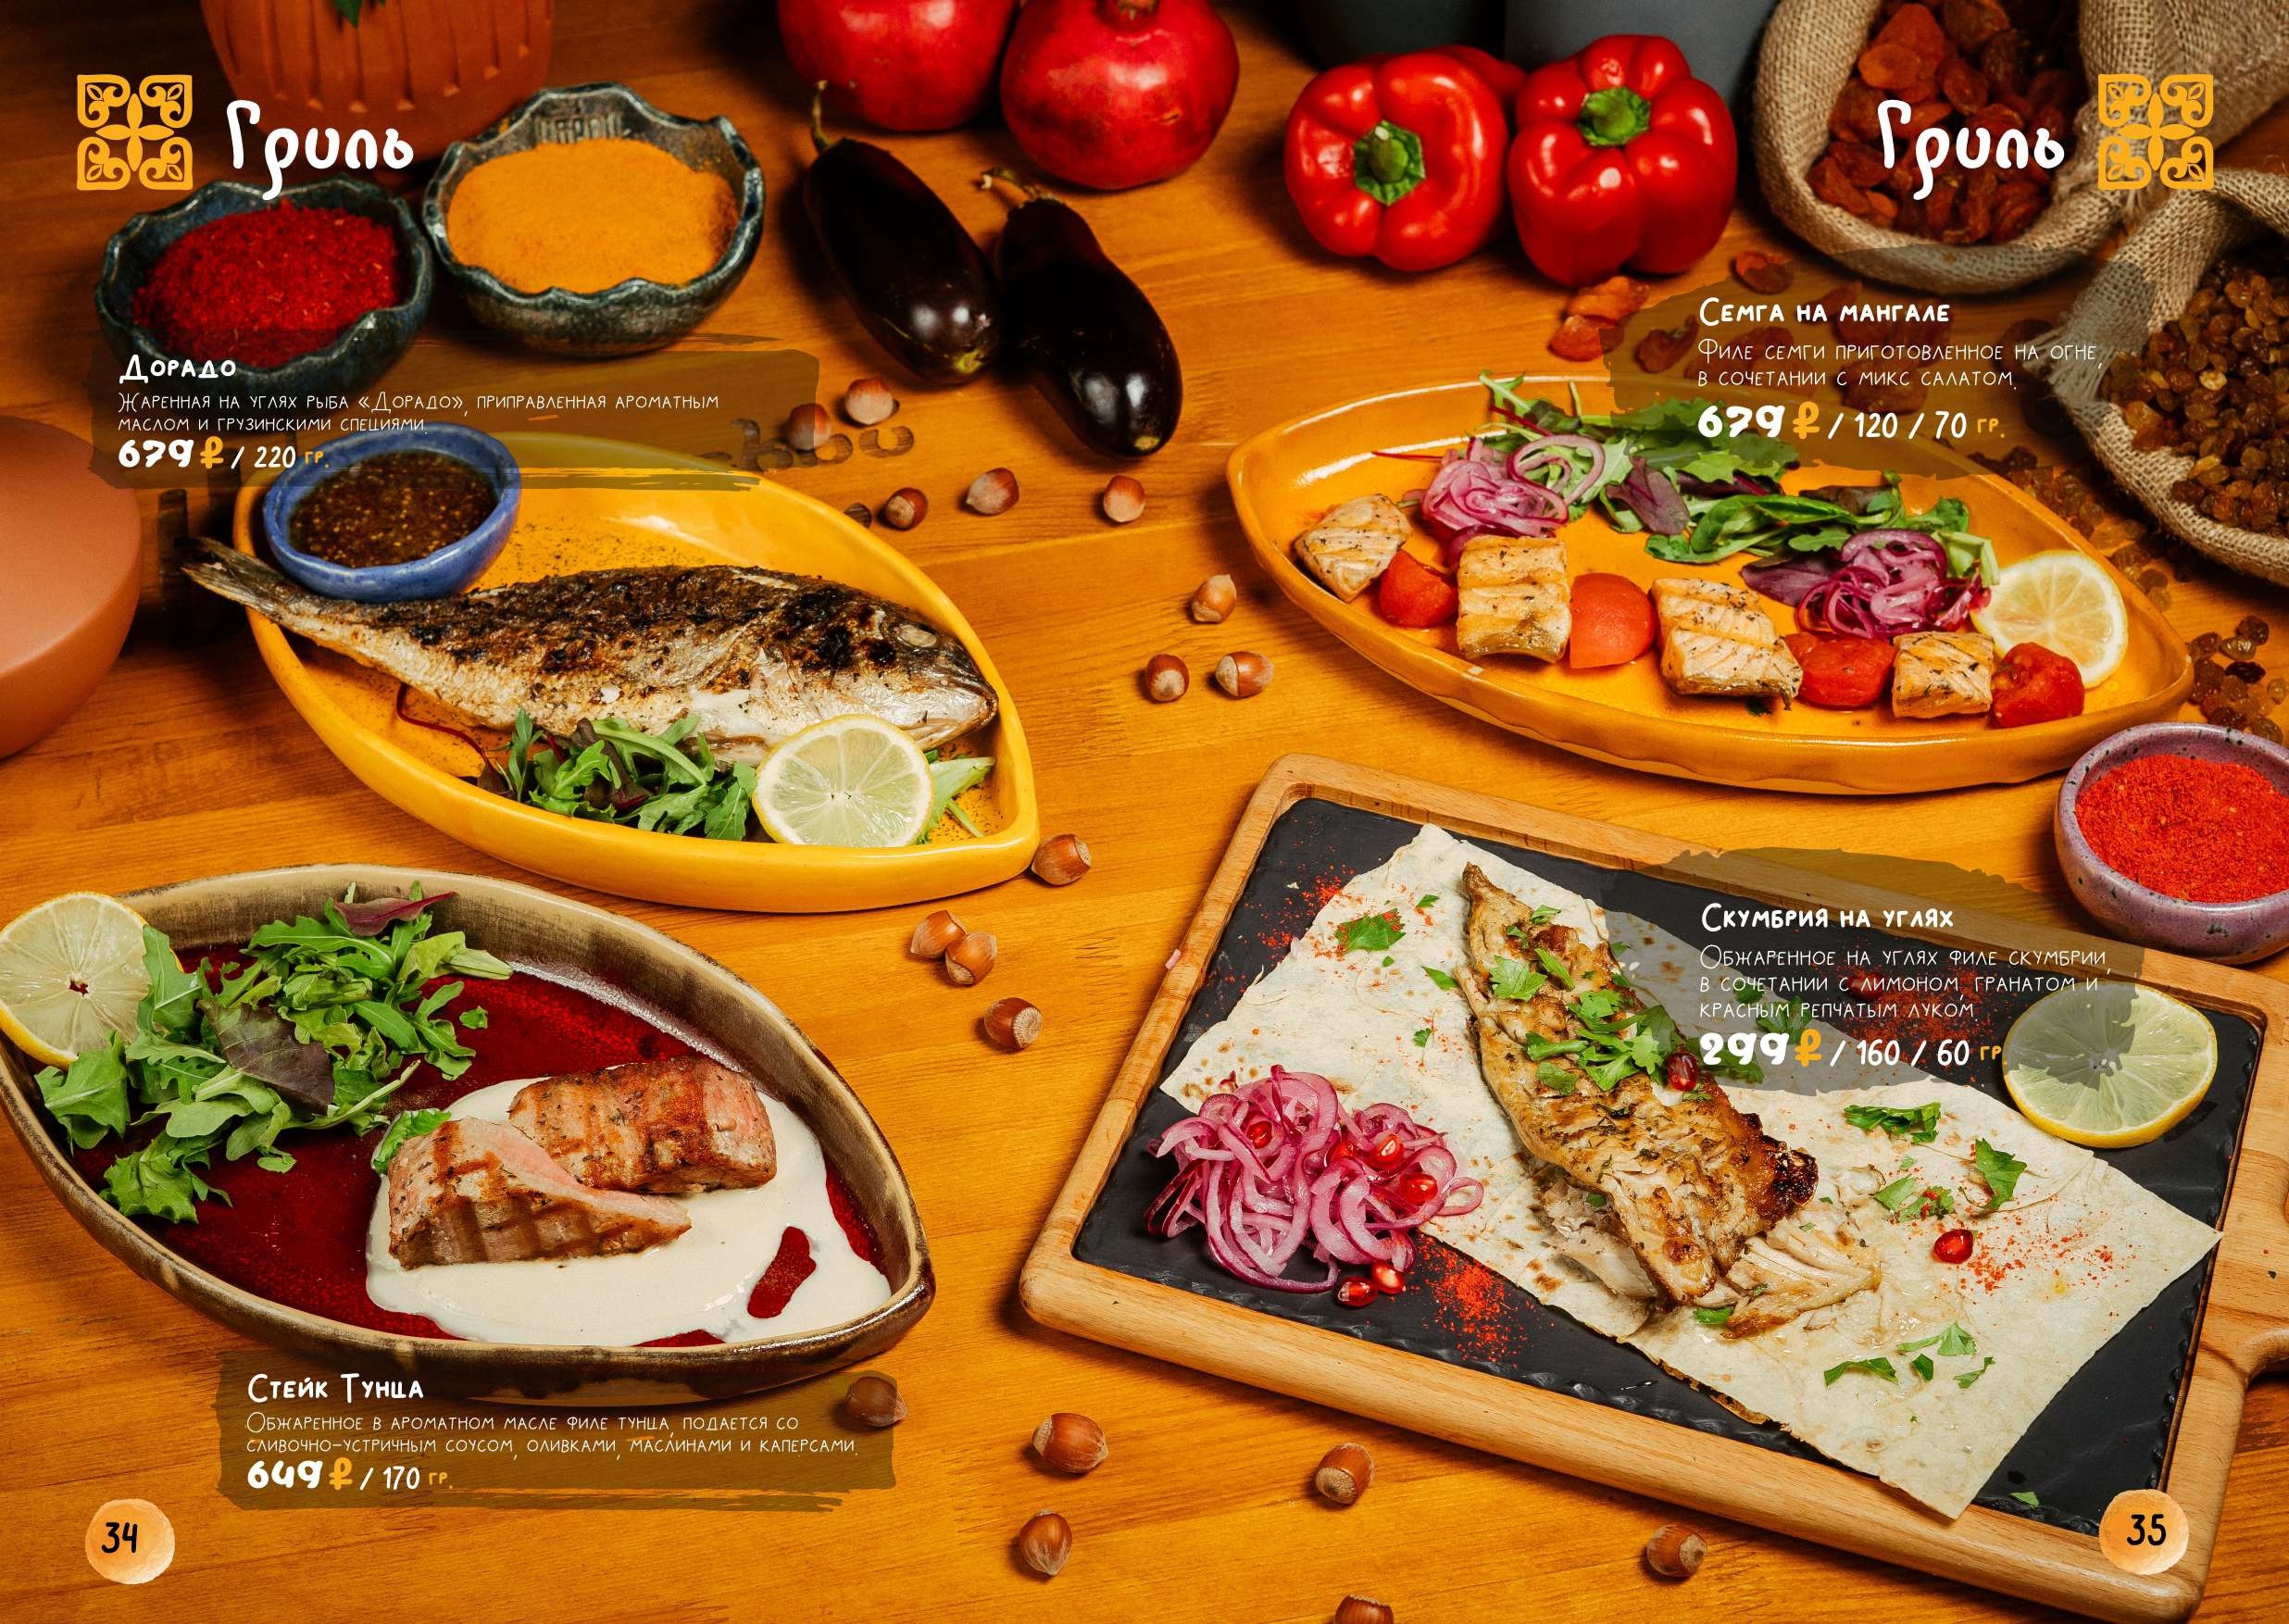 Гриль
Дорадо
Жаренная на углях рыба «Дорадо», приправленная ароматным
маслом и грузинскими специями.
679 ₽ / 220 гр.
Стейк Тунца
Обжаренное в ароматном масле филе тунца, подается со
сливочно-устричным соусом, оливками, маслинами и каперсами.
649 ₽ / 170 гр.
34
Гриль
Семга на мангале
Филе семги приготовленное на огне,
в сочетании с микс салатом.
679 ₽ / 120 / 70 гр.
Скумбрия на углях
Обжаренное на углях филе скумбрии,
в сочетании с лимоном, гранатом и
красным репчатым луком.
299 ₽ / 160 / 60 гр.
35